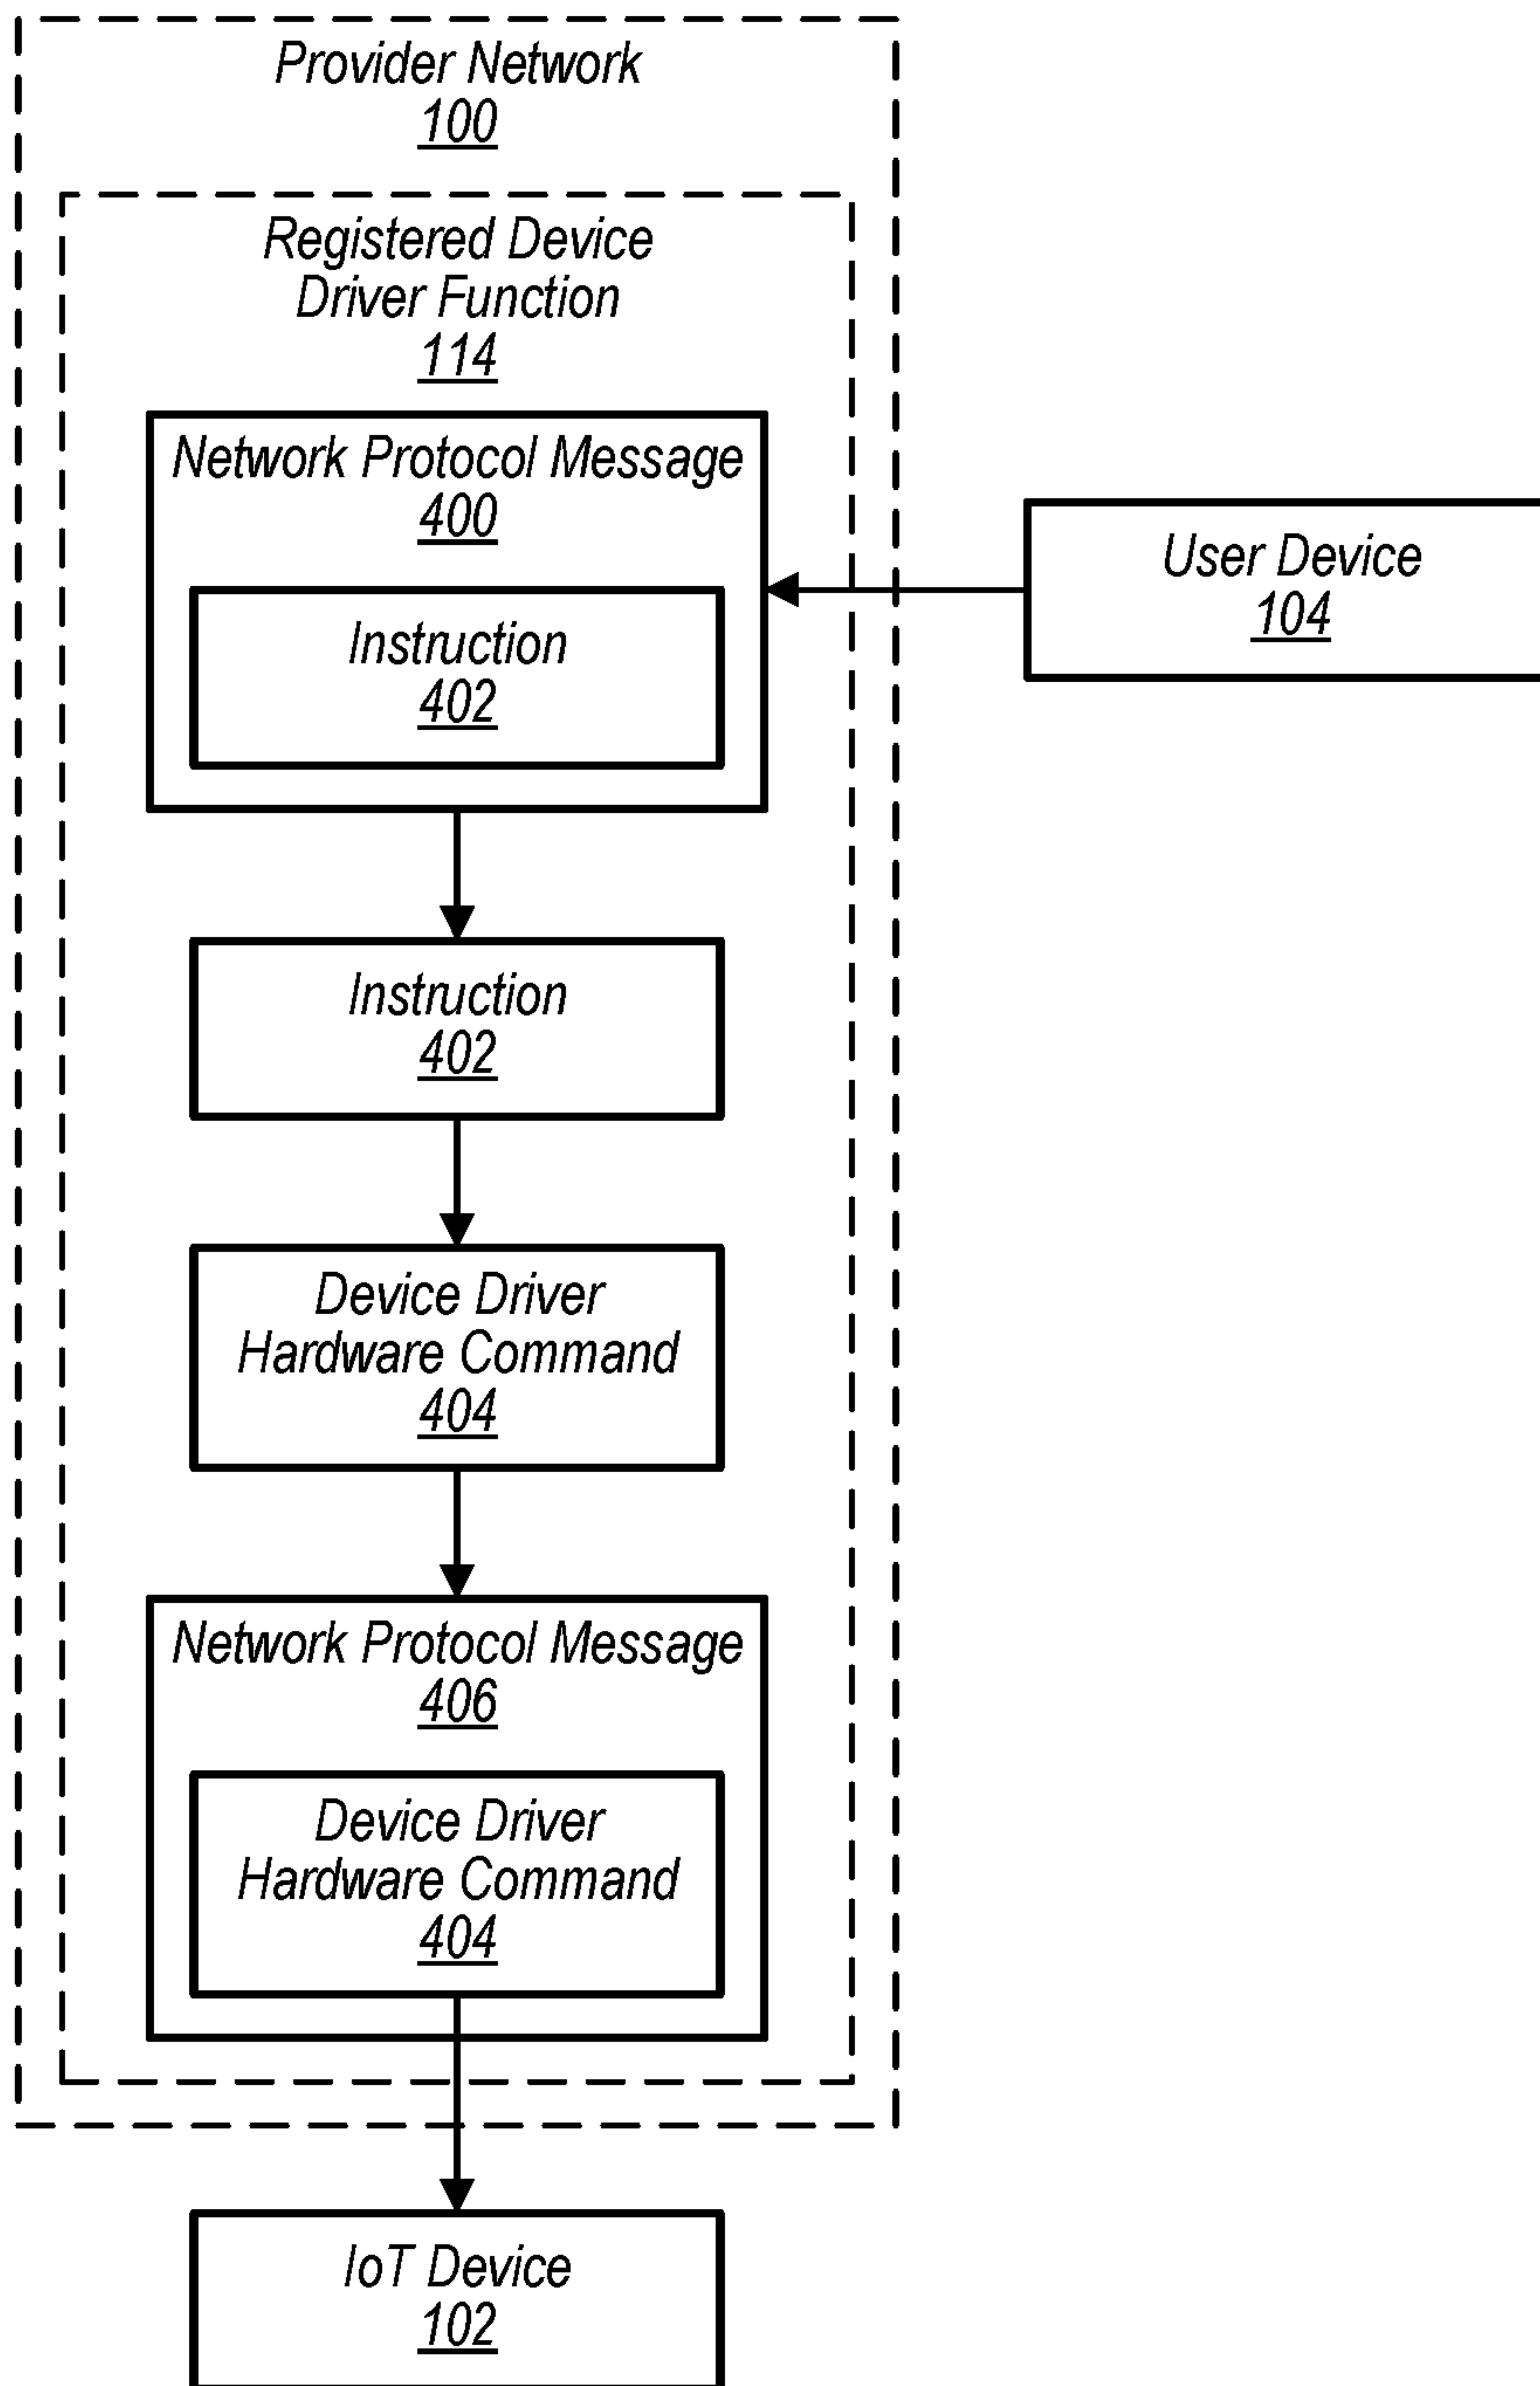 Provider Network
100
Registered Device
Driver Function
114
Network Protocol Message
400
Instruction
402
User Device
104
Instruction
402
Device Driver
Hardware Command
404
Network Protocol Message
406
Device Driver
Hardware Command
404
IoT Device
102